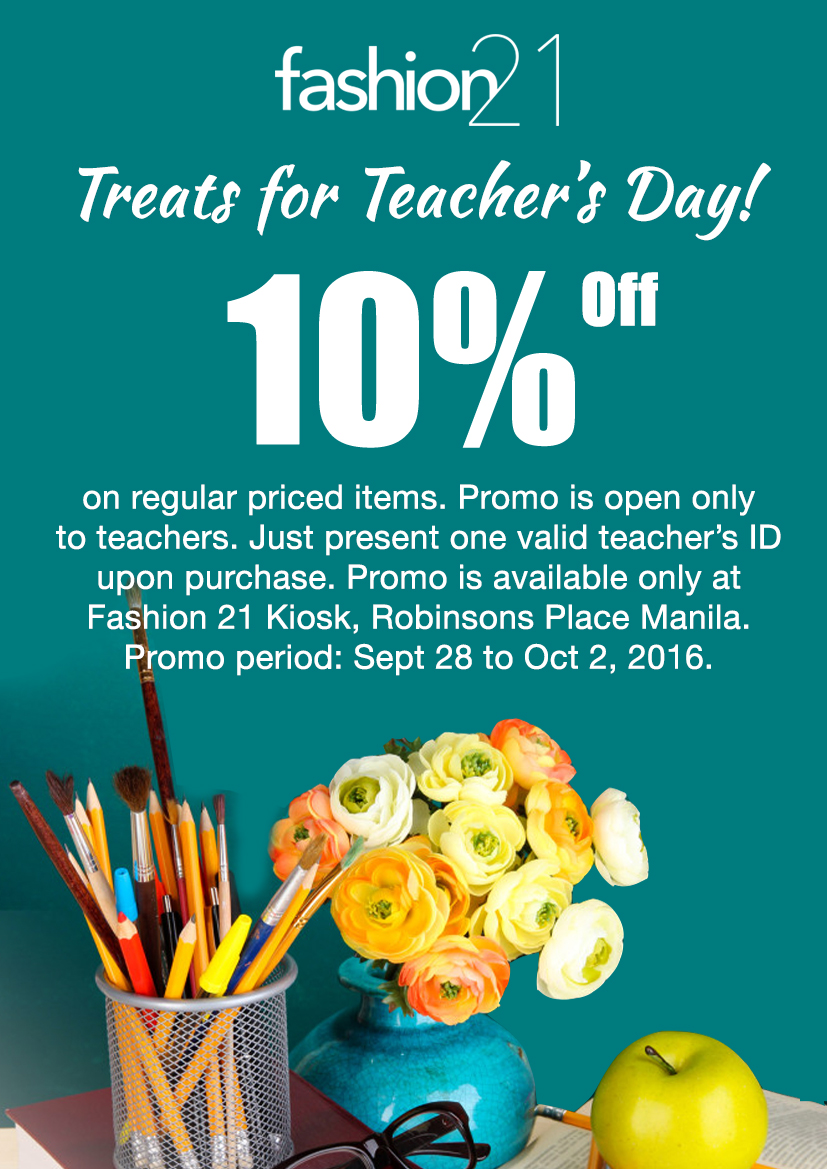 fashion21
Treats for Teacher's Day!
10% Off
on regular priced items. Promo is open only
to teachers. Just present one valid teacher's ID
upon purchase. Promo is available only at
Fashion 21 Kiosk, Robinsons Place Manila.
Promo period: Sept 28 to Oct 2, 2016.